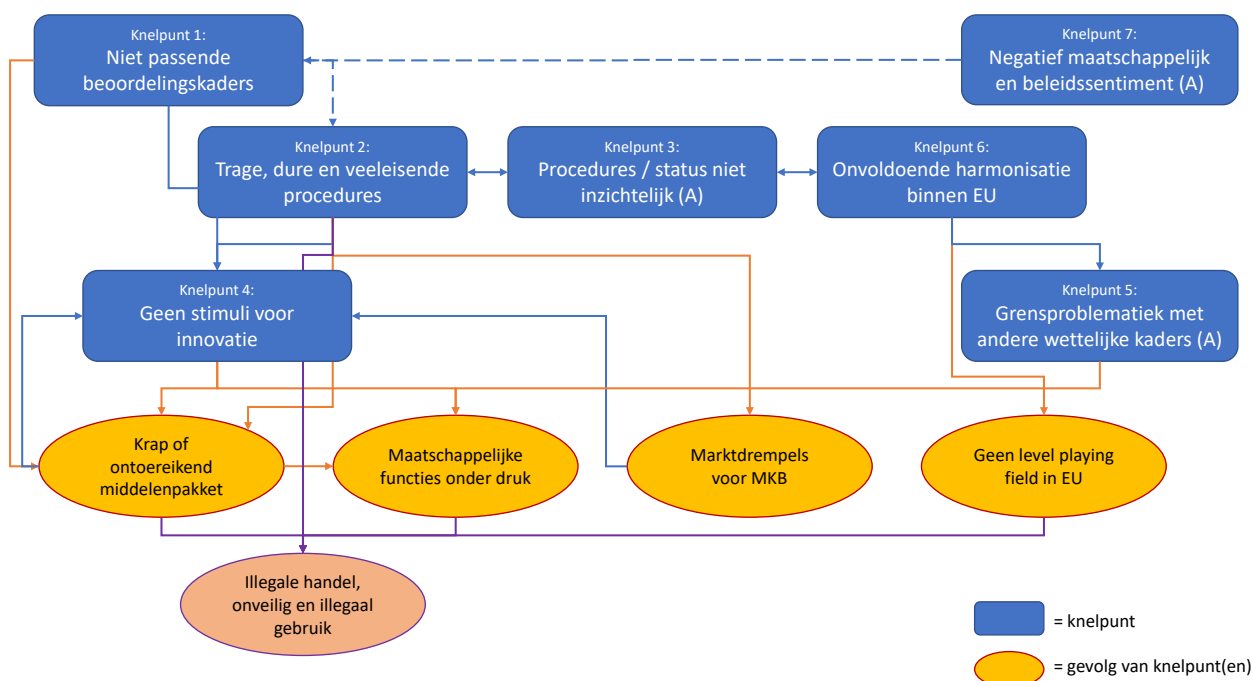 Knelpunt 1:
Niet passende
beoordelingskaders
Knelpunt 7:
Negatief maatschappelijk
en beleidssentiment (A)
Knelpunt 2:
Trage, dure en veeleisende
procedures
Knelpunt 3:
Procedures / status niet
inzichtelijk (A)
Knelpunt 6:
Onvoldoende harmonisatie
binnen EU
Knelpunt 4:
Geen stimuli voor
innovatie
Knelpunt 5:
Grensproblematiek met
andere wettelijke kaders (A)
Krap of
ontoereikend
middelenpakket
Maatschappelijke
functies onder druk
Marktdrempels
voor MKB
Geen level playing
field in EU
Illegale handel,
onveilig en illegaal
gebruik
= knelpunt
= gevolg van knelpunt(en)